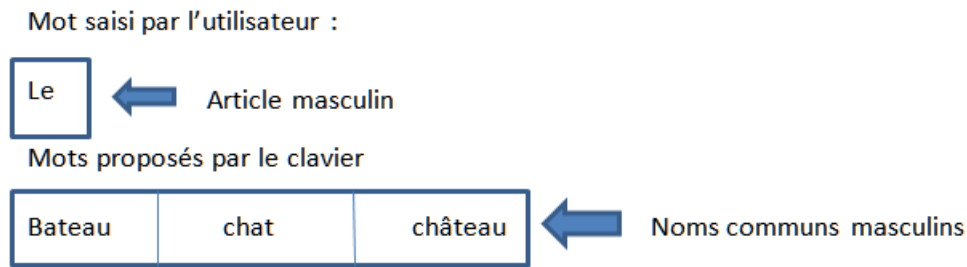 Mot saisi par l'utilisateur :
Le Article masculin
Mots proposés par le clavier
Bateau chat château Noms communs masculins